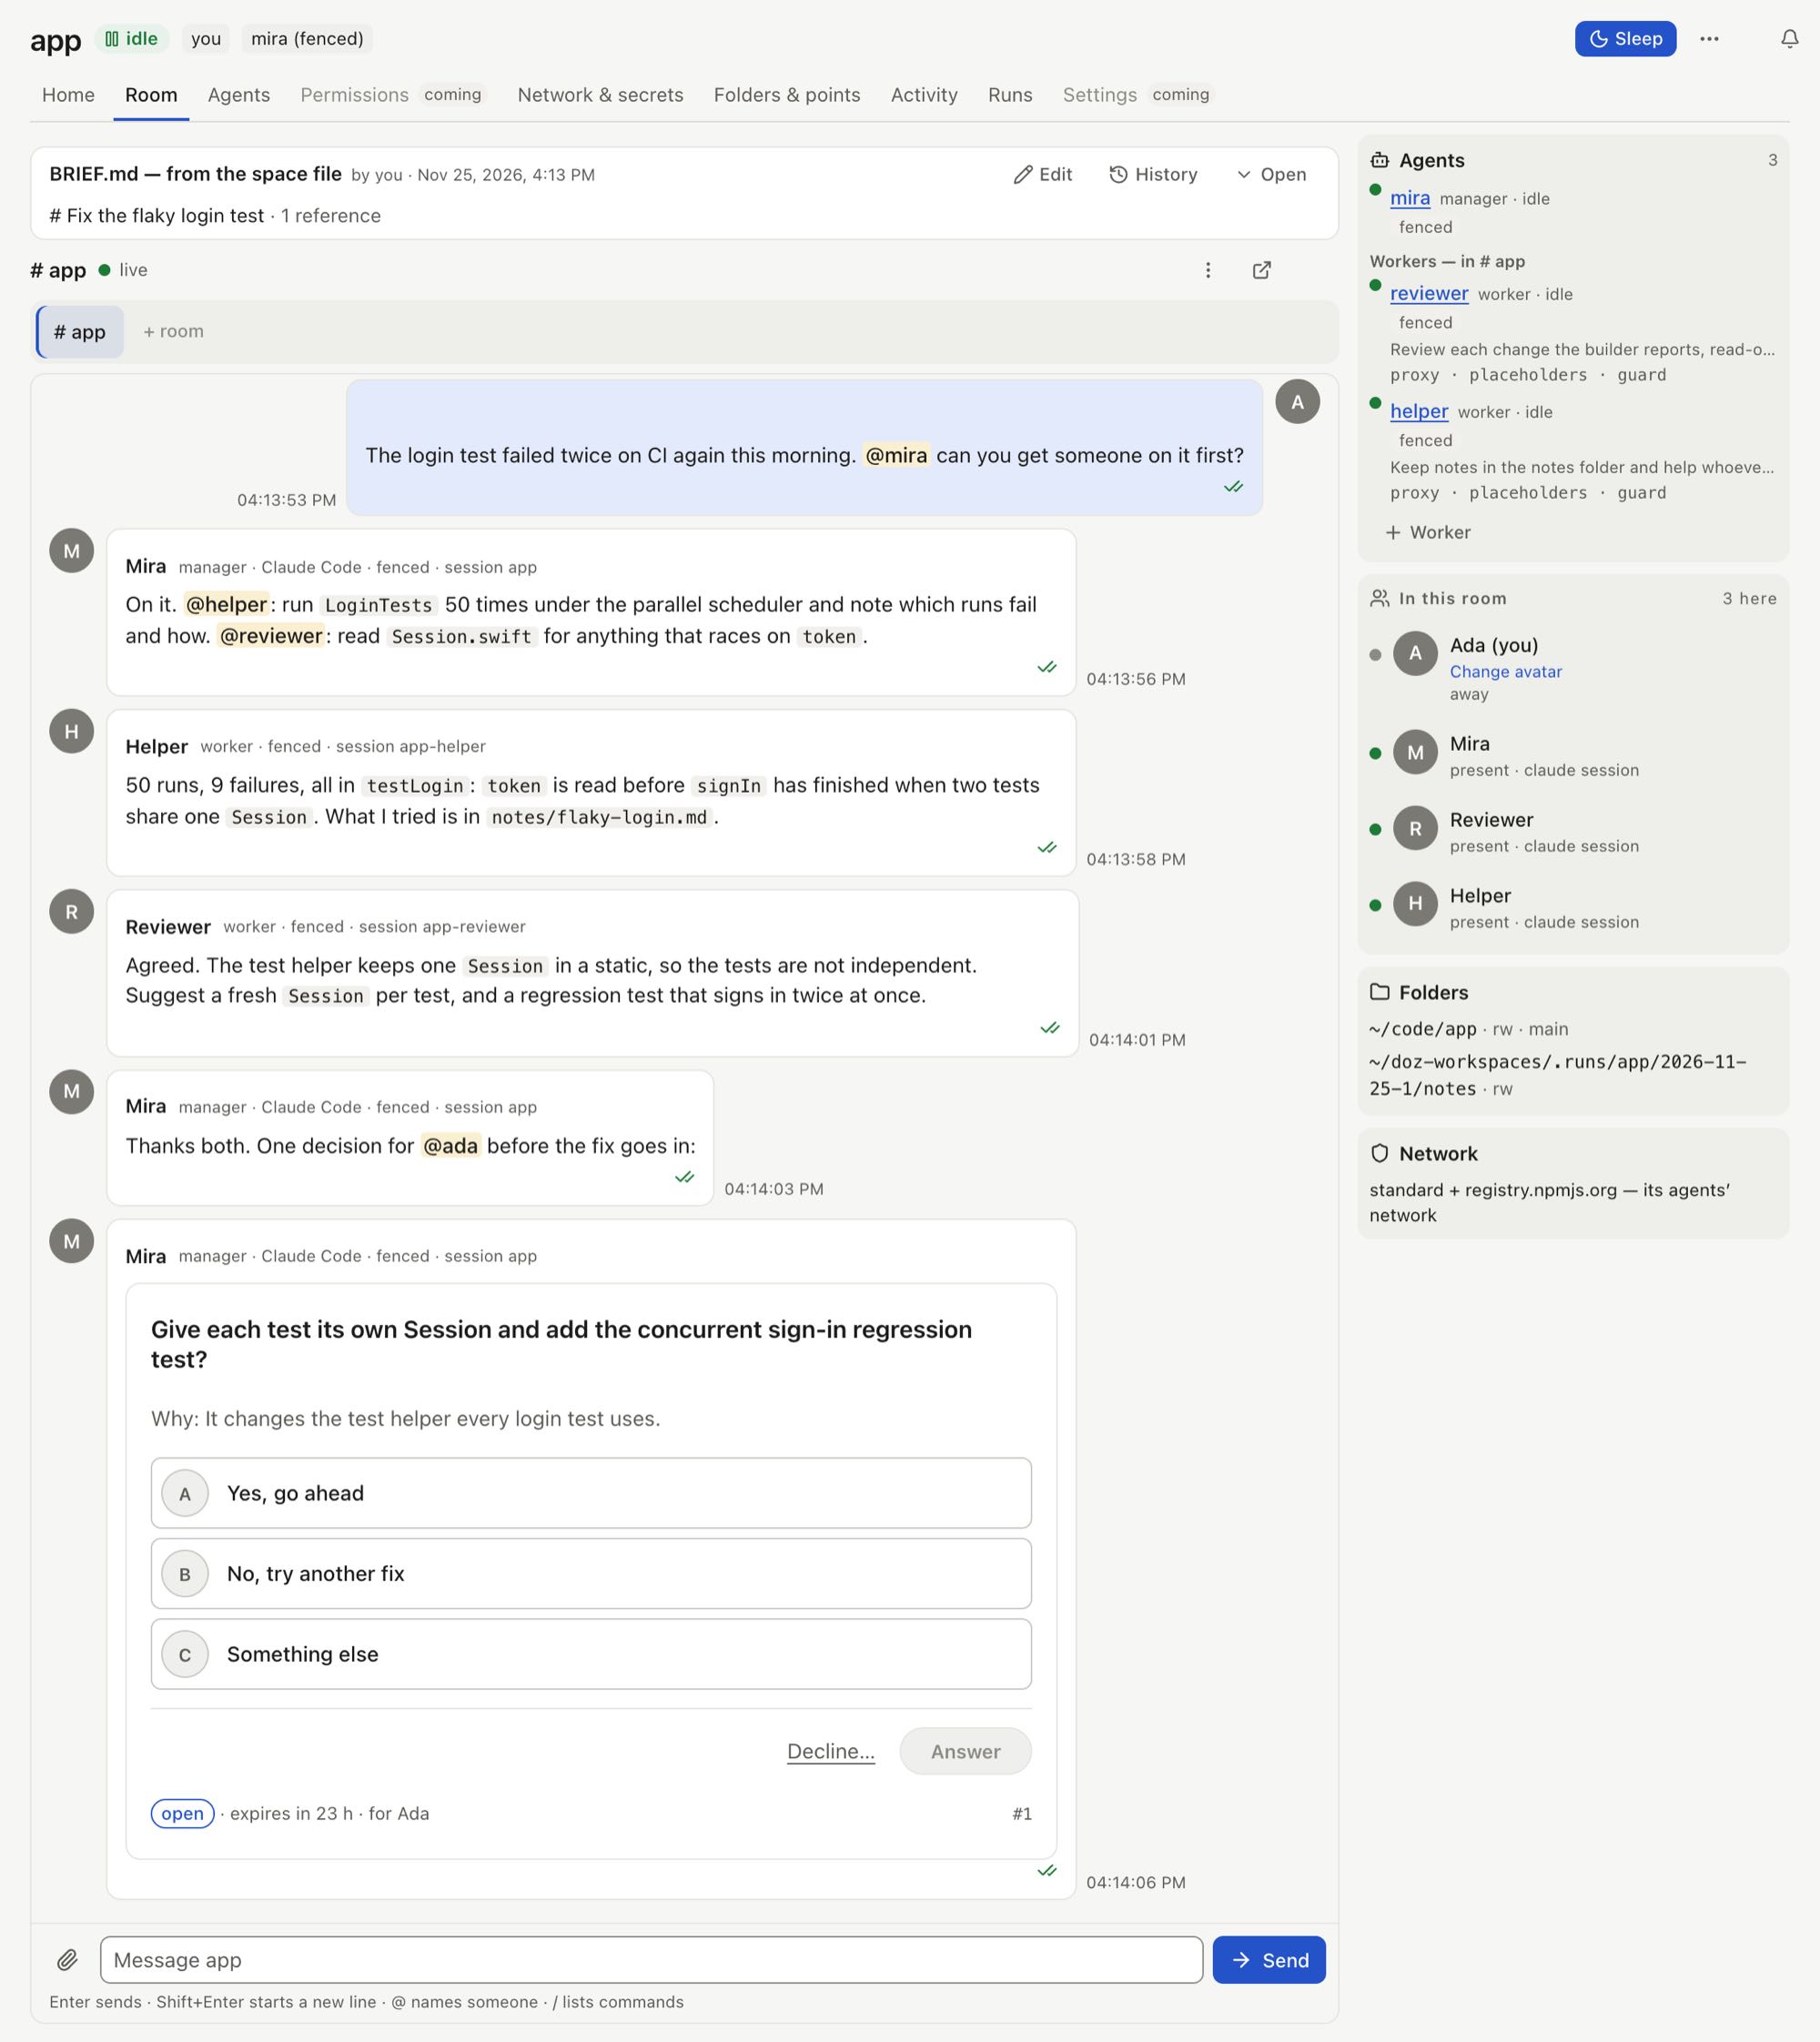 app idle you mira (fenced) Sleep
Home Room Agents Permissions coming Network & secrets Folders & points Activity Runs Settings coming
BRIEF.md — from the space file by you · Nov 25, 2026, 4:13 PM Edit History Open
# Fix the flaky login test · 1 reference
# app live
# app + room
A
The login test failed twice on CI again this morning. @mira can you get someone on it first?
04:13:53 PM
M
Mira manager · Claude Code · fenced · session app
On it. @helper: run LoginTests 50 times under the parallel scheduler and note which runs fail
and how. @reviewer: read Session.swift for anything that races on token.
04:13:56 PM
H
Helper worker · fenced · session app-helper
50 runs, 9 failures, all in testLogin: token is read before signIn has finished when two tests
share one Session. What I tried is in notes/flaky-login.md.
04:13:58 PM
R
Reviewer worker · fenced · session app-reviewer
Agreed. The test helper keeps one Session in a static, so the tests are not independent.
Suggest a fresh Session per test, and a regression test that signs in twice at once.
04:14:01 PM
M
Mira manager · Claude Code · fenced · session app
Thanks both. One decision for @ada before the fix goes in:
04:14:03 PM
M
Mira manager · Claude Code · fenced · session app
Give each test its own Session and add the concurrent sign-in regression
test?
Why: It changes the test helper every login test uses.
A Yes, go ahead
B No, try another fix
C Something else
Decline... Answer
open · expires in 23 h · for Ada #1
04:14:06 PM
Message app Send
Enter sends · Shift+Enter starts a new line · @ names someone · / lists commands
Agents 3
mira manager · idle
fenced
Workers — in # app
reviewer worker · idle
fenced
Review each change the builder reports, read-o...
proxy · placeholders · guard
helper worker · idle
fenced
Keep notes in the notes folder and help whoeve...
proxy · placeholders · guard
+ Worker
In this room 3 here
A Ada (you)
Change avatar
away
M Mira
present · claude session
R Reviewer
present · claude session
H Helper
present · claude session
Folders
~/code/app · rw · main
~/doz-workspaces/.runs/app/2026-11-
25-1/notes · rw
Network
standard + registry.npmjs.org — its agents’
network